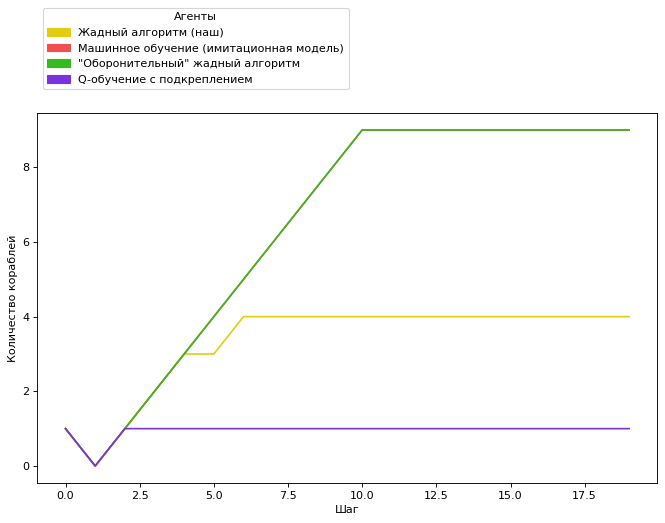 Агенты
Жадный алгоритм (наш)
Машинное обучение (имитационная модель)
"Оборонительный" жадный алгоритм
Q-обучение с подкреплением
Количество кораблей
8
6
4
2
0
0.0 2.5 5.0 7.5 10.0 12.5 15.0 17.5
Шаг